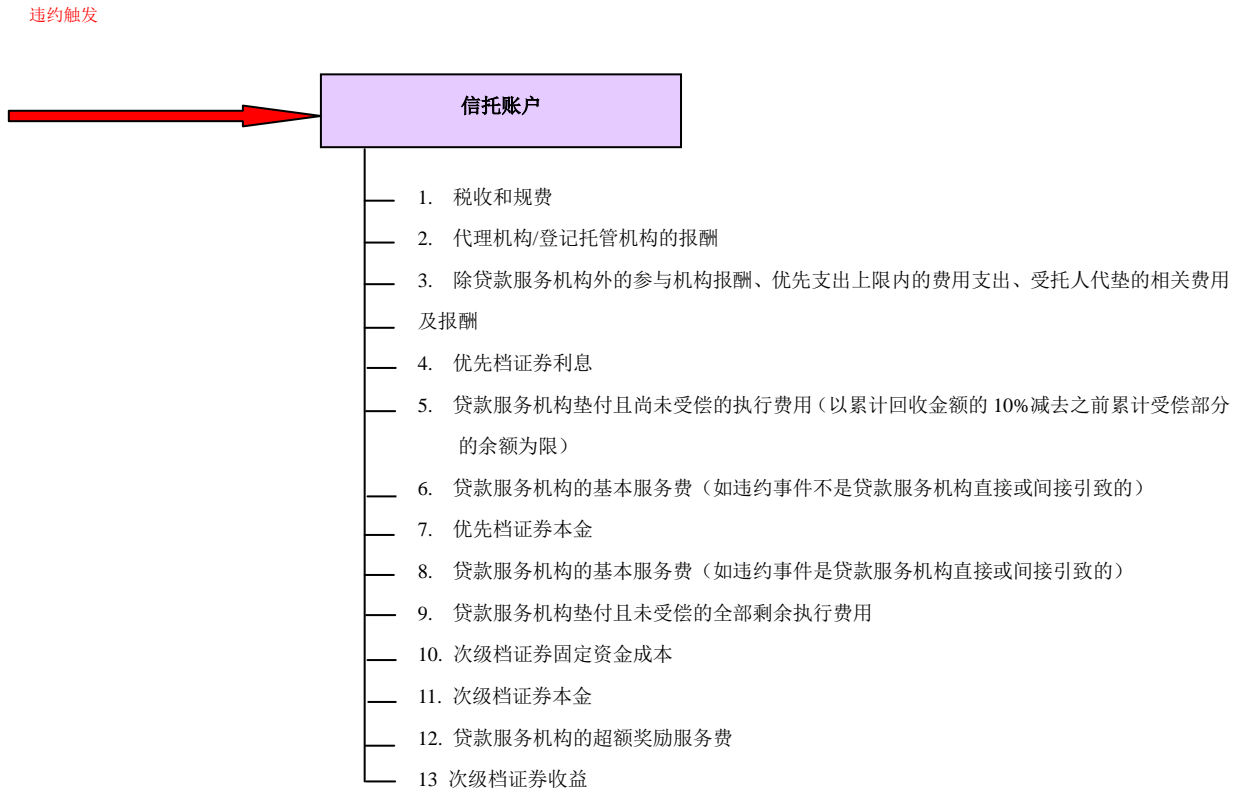 违约触发
信托账户
1. 税收和规费
2. 代理机构/登记托管机构的报酬
3. 除贷款服务机构外的参与机构报酬、优先支出上限内的费用支出、受托人代垫的相关费用
及报酬
4. 优先档证券利息
5. 贷款服务机构垫付且尚未受偿的执行费用（以累计回收金额的 10%减去之前累计受偿部分
的余额为限）
6. 贷款服务机构的基本服务费（如违约事件不是贷款服务机构直接或间接引致的）
7. 优先档证券本金
8. 贷款服务机构的基本服务费（如违约事件是贷款服务机构直接或间接引致的）
9. 贷款服务机构垫付且未受偿的全部剩余执行费用
10. 次级档证券固定资金成本
11. 次级档证券本金
12. 贷款服务机构的超额奖励服务费
13 次级档证券收益